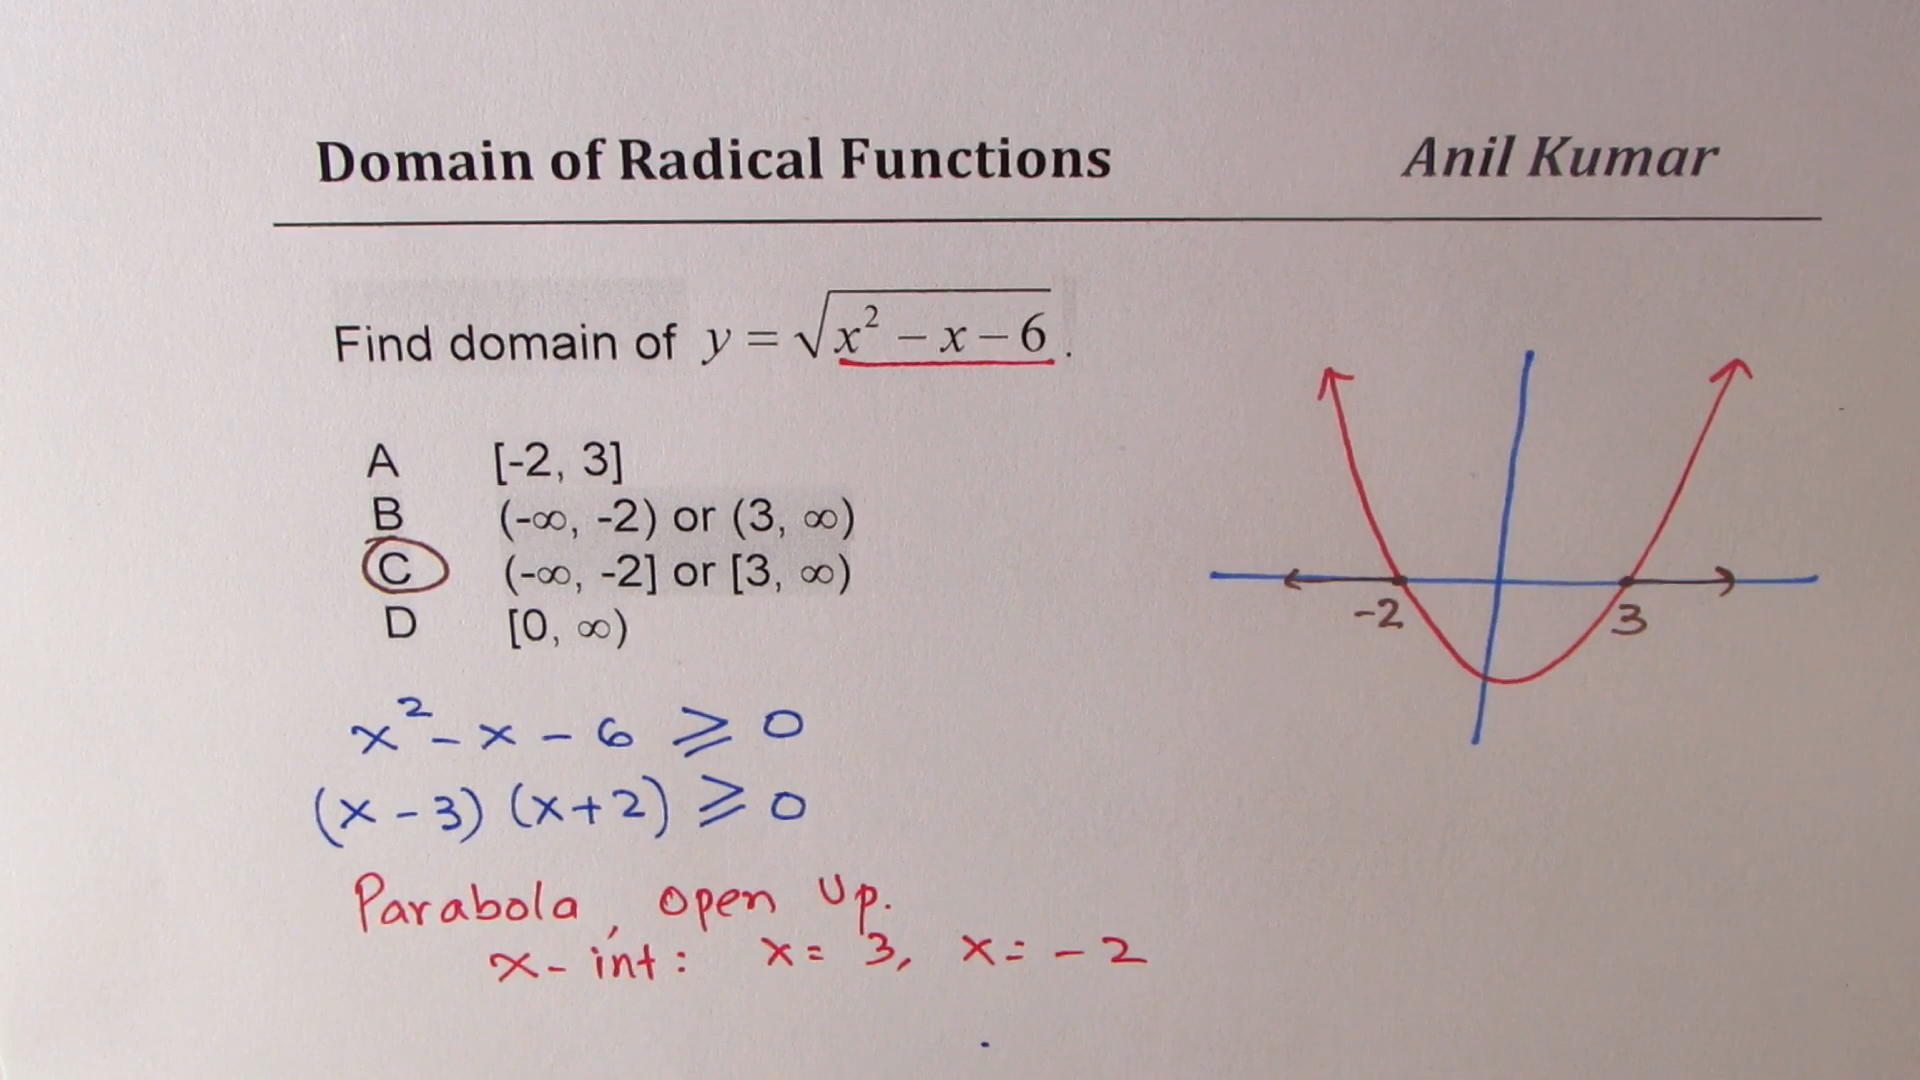 Domain of Radical Functions Anil Kumar
Find domain of y = √x² − x − 6 .
A [-2, 3]
B (-∞, -2) or (3, ∞)
C (-∞, -2] or [3, ∞)
D [0, ∞)
x² - x - 6 ⩾ 0
(x - 3) (x + 2) ⩾ 0
Parabola, open Up.
x - int : x = 3, x = - 2
-2 3